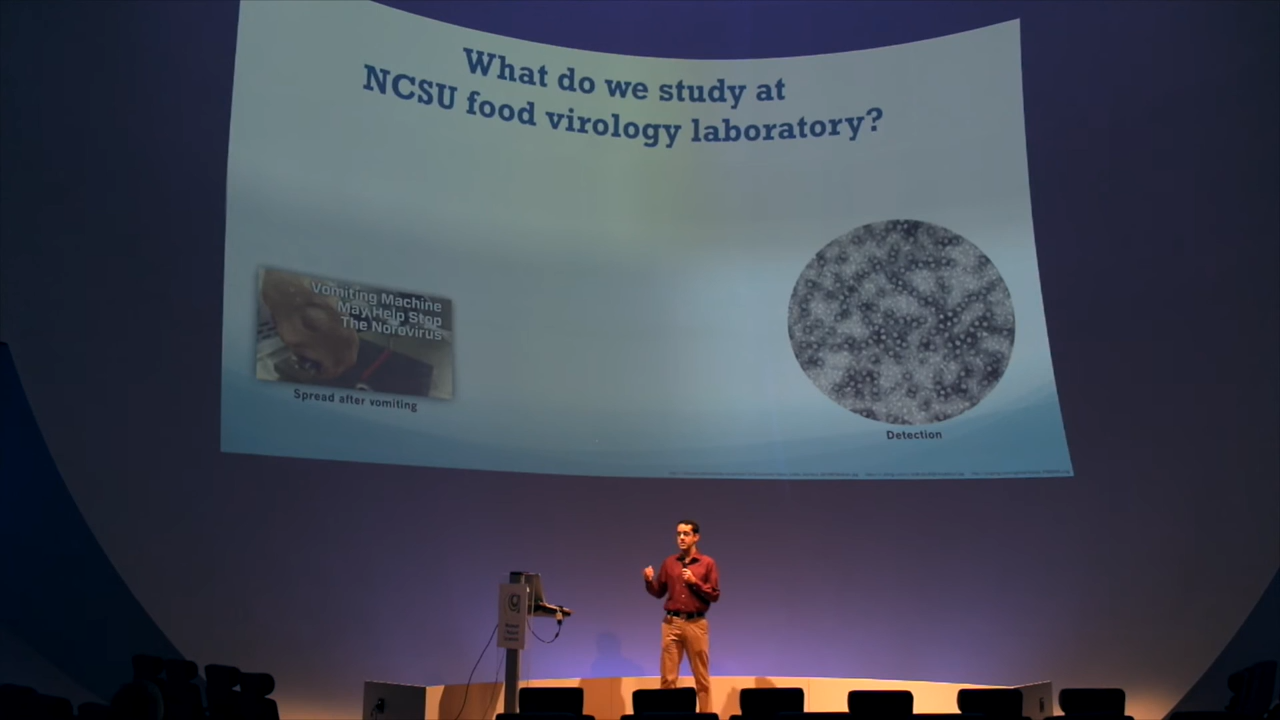 What do we study at
NCSU food virology laboratory?
Vomiting Machine
May Help Stop
The Norovirus
Spread after vomiting
Detection